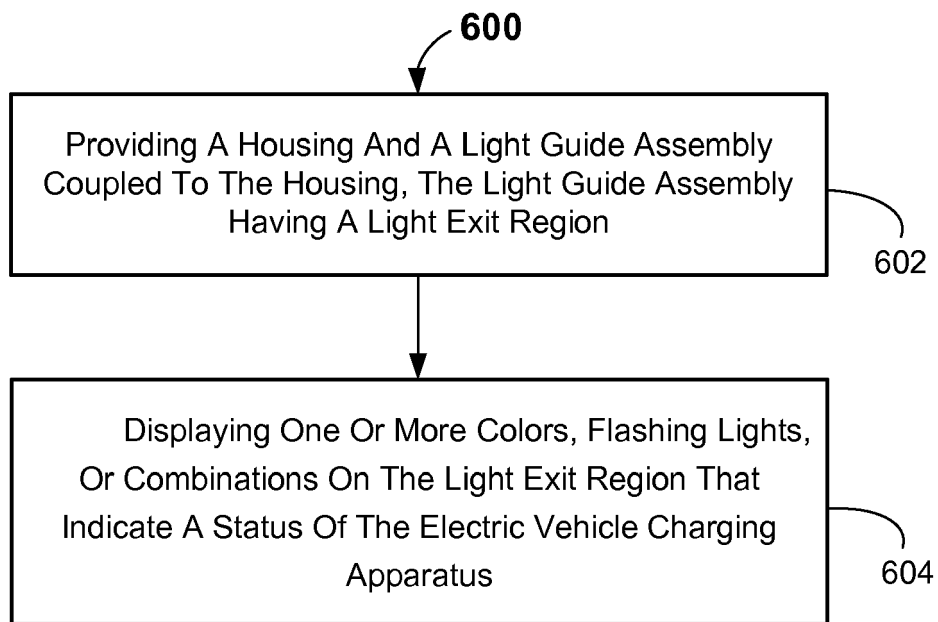 600
Providing A Housing And A Light Guide Assembly
Coupled To The Housing, The Light Guide Assembly
Having A Light Exit Region
602
Displaying One Or More Colors, Flashing Lights,
Or Combinations On The Light Exit Region That
Indicate A Status Of The Electric Vehicle Charging
Apparatus
604